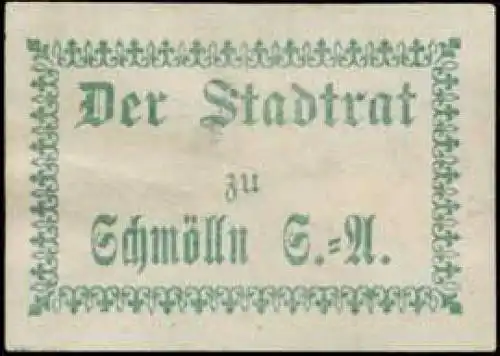 Der Stadtrat
zu
Schmölln S.=A.